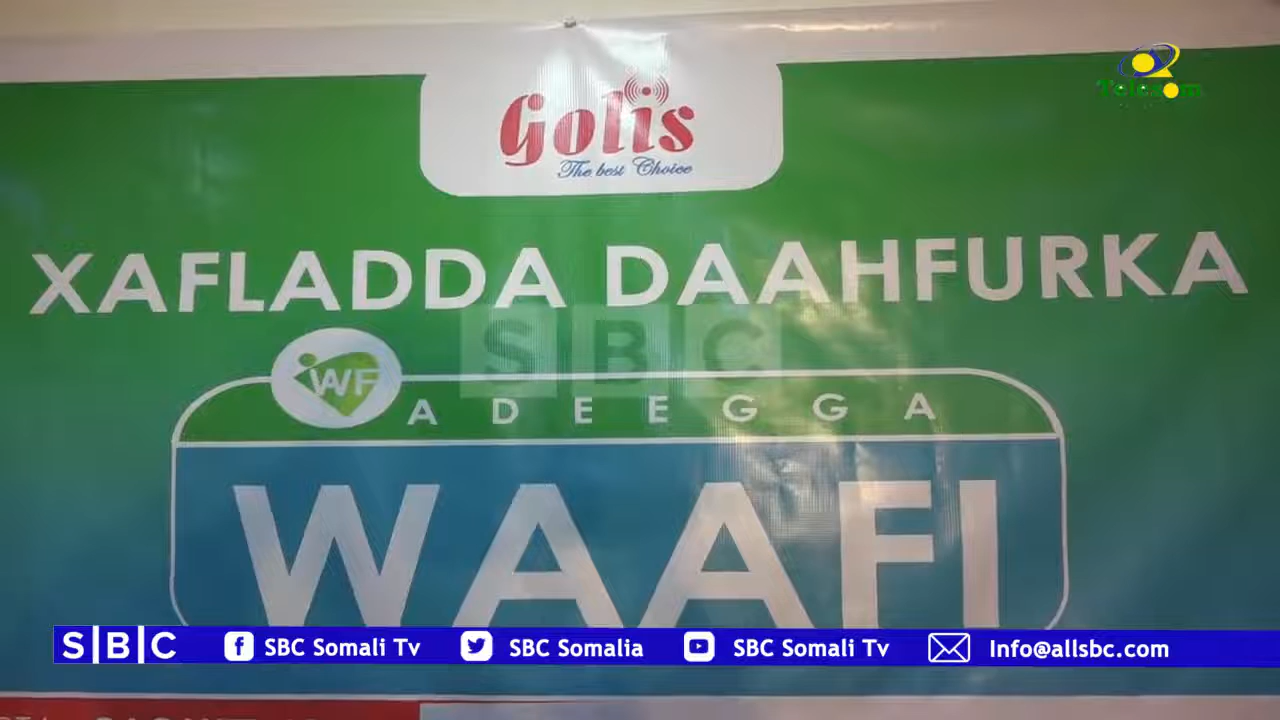 Golis
The best Choice
Telesom
XAFLADDA DAAHFURKA
SBC
WF
ADEEGGA
WAAFI
S|B|C SBC Somali Tv SBC Somalia SBC Somali Tv Info@allsbc.com